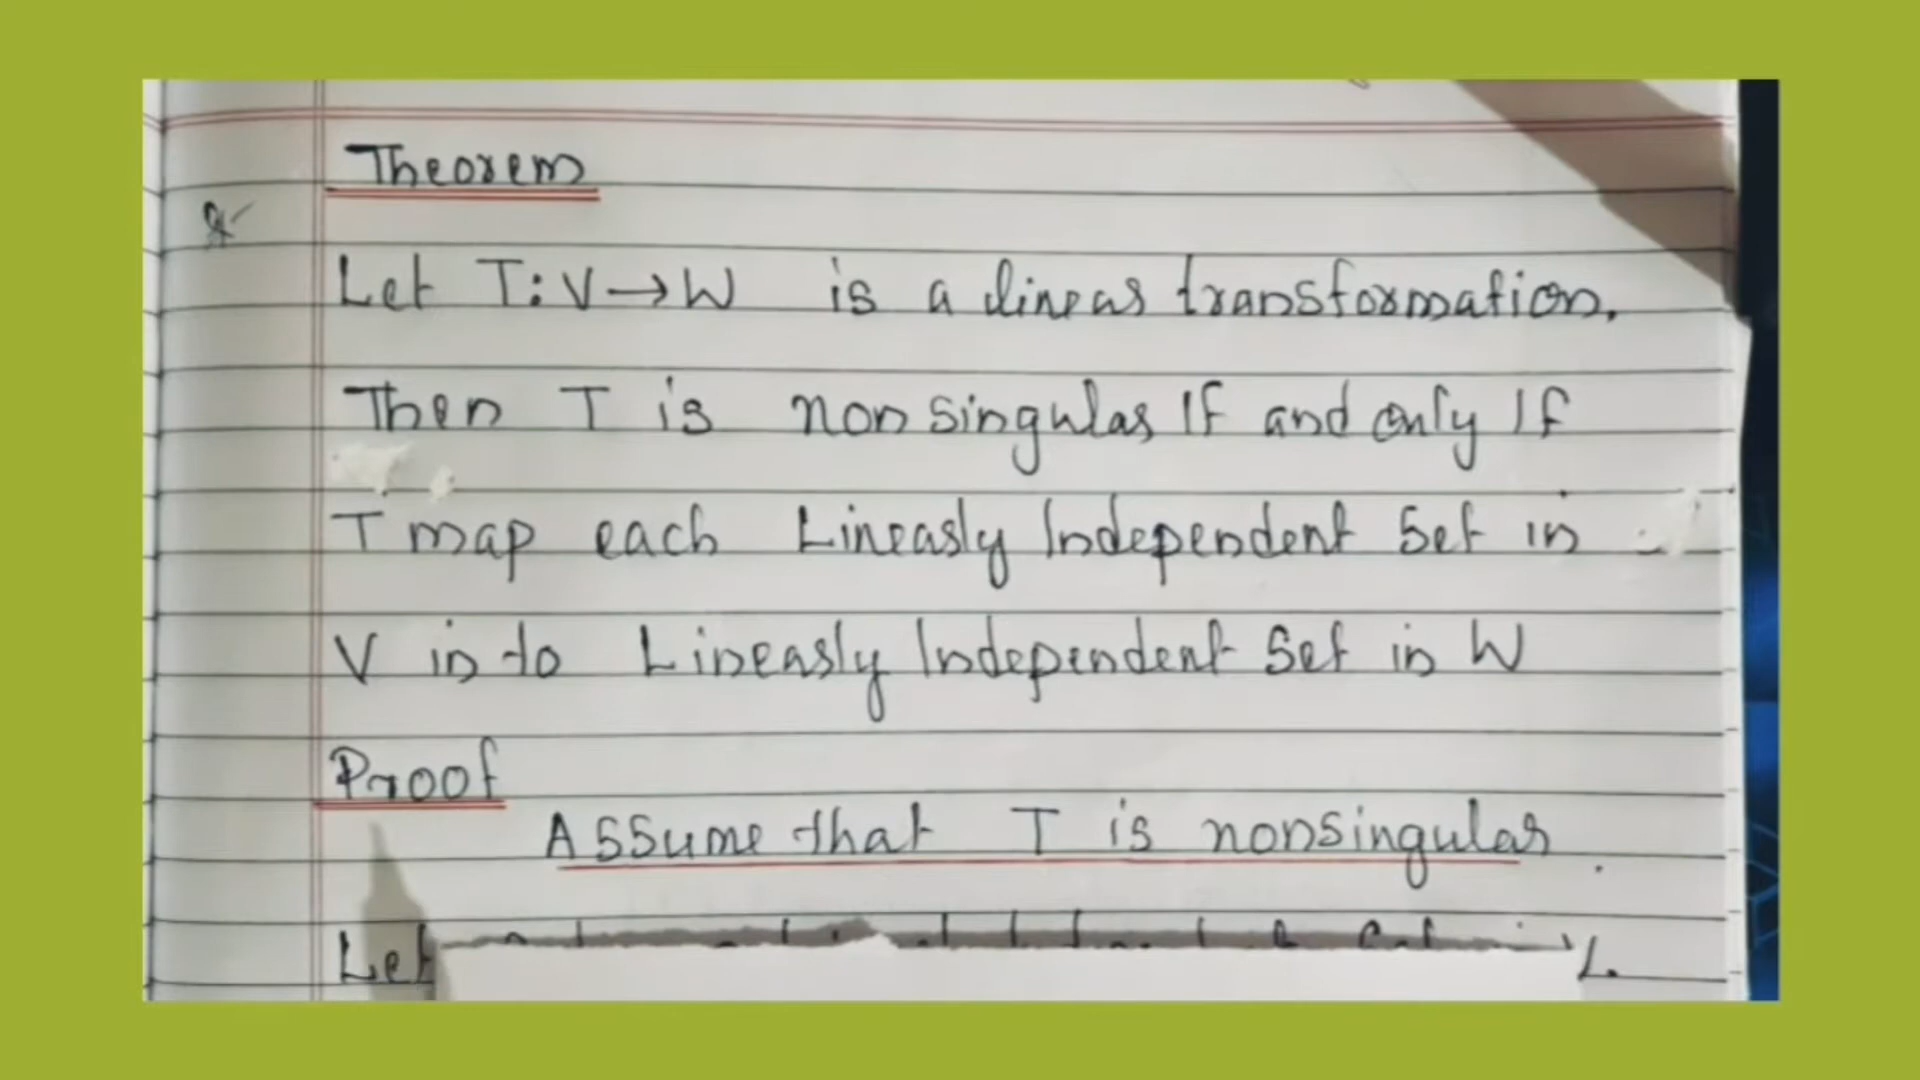 Theorem
Let T:V→W is a linear transformation.
Then T is non singular If and only If
T map each Linearly Independent Set in
V in to Linearly Independent Set in W
Proof
Assume that T is nonsingular.
Let V.